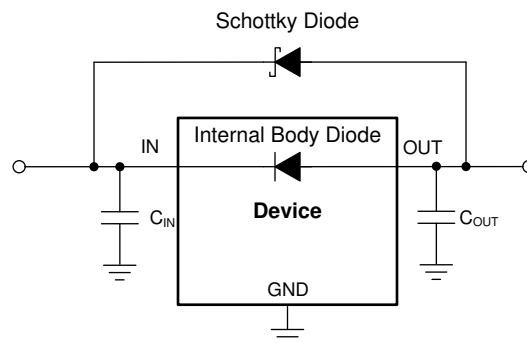 Schottky Diode
Internal Body Diode
IN
OUT
Device
CIN
COUT
GND